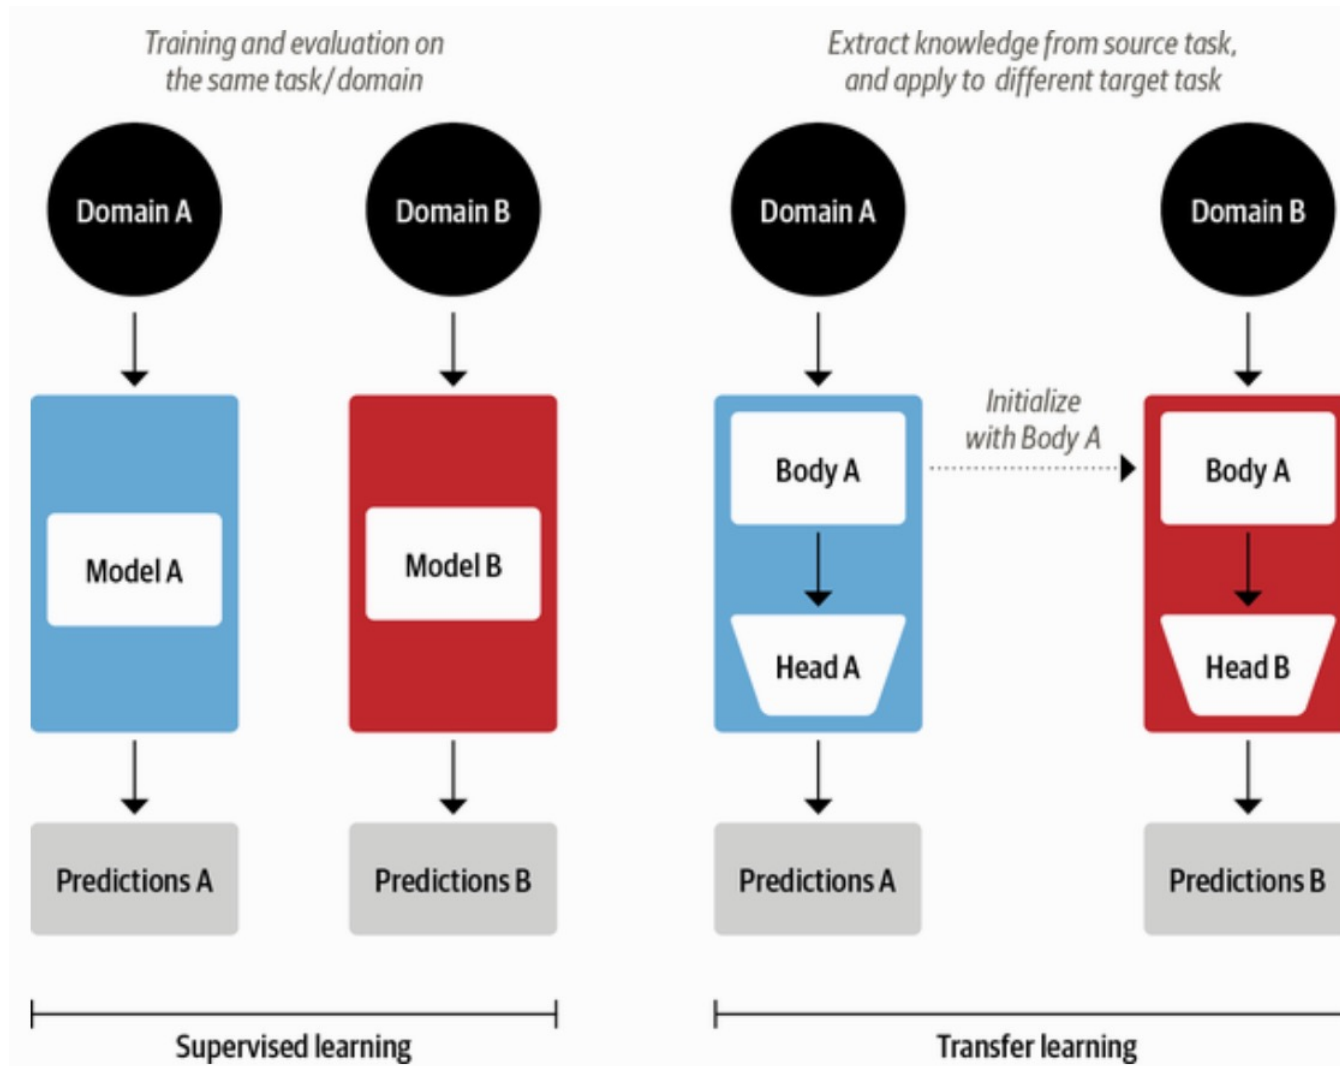 Training and evaluation on
the same task/domain
Extract knowledge from source task,
and apply to different target task
Domain A
Domain B
Domain A
Domain B
Initialize
with Body A
Body A
Body A
Model A
Model B
Head A
Head B
Predictions A
Predictions B
Predictions A
Predictions B
Supervised learning
Transfer learning